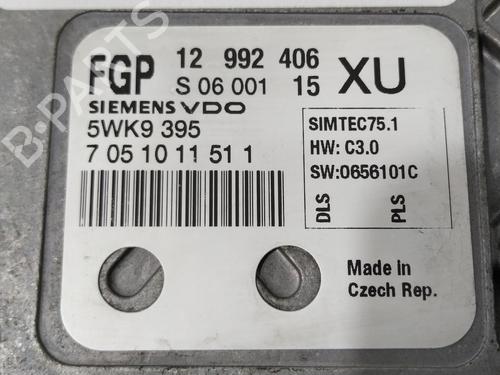 FGP 12 992 406 XU
S 06 001 15
SIEMENS VDO
5WK9 395
7 05 10 11 51 1
SIMTEC75.1
HW: C3.0
SW:0656101C
DLS
PLS
Made in
Czech Rep.
B-PARTS